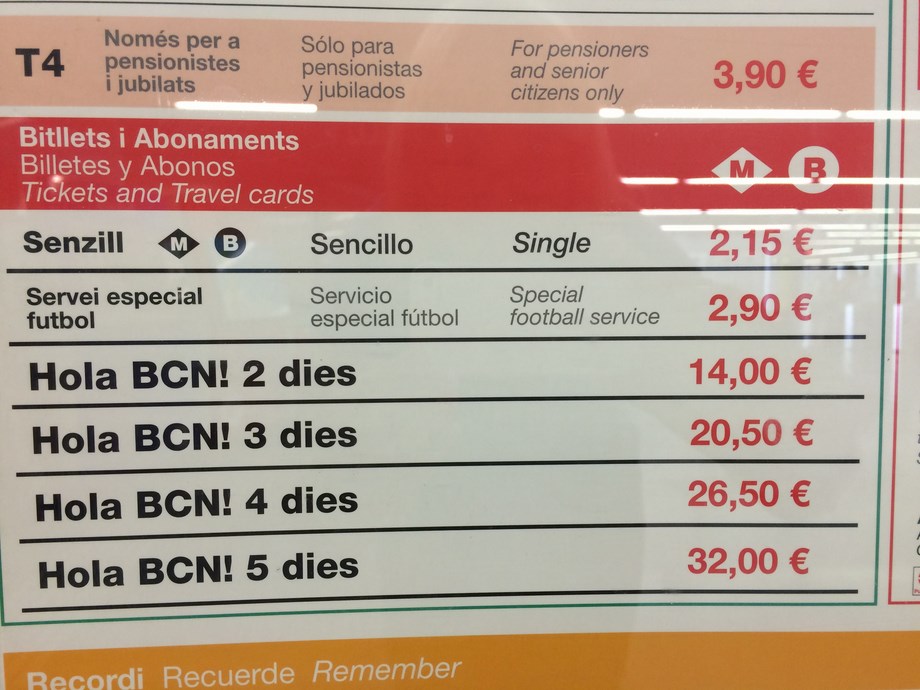 T4 Només per a pensionistes i jubilats Sólo para pensionistas y jubilados For pensioners and senior citizens only 3,90 €
Bitllets i Abonaments
Billetes y Abonos
Tickets and Travel cards
M B
Senzill M B Sencillo Single 2,15 €
Servei especial futbol Servicio especial fútbol Special football service 2,90 €
Hola BCN! 2 dies 14,00 €
Hola BCN! 3 dies 20,50 €
Hola BCN! 4 dies 26,50 €
Hola BCN! 5 dies 32,00 €
Recordi Recuerde Remember